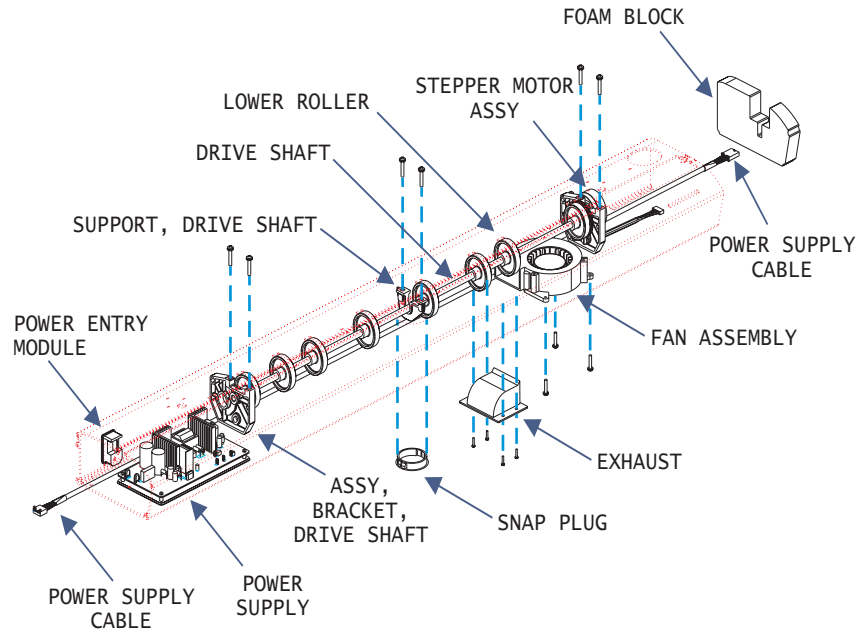 FOAM BLOCK
STEPPER MOTOR
ASSY
LOWER ROLLER
DRIVE SHAFT
SUPPORT, DRIVE SHAFT
POWER SUPPLY
CABLE
POWER ENTRY
MODULE
FAN ASSEMBLY
EXHAUST
ASSY,
BRACKET,
DRIVE SHAFT
SNAP PLUG
POWER SUPPLY
CABLE
POWER
SUPPLY